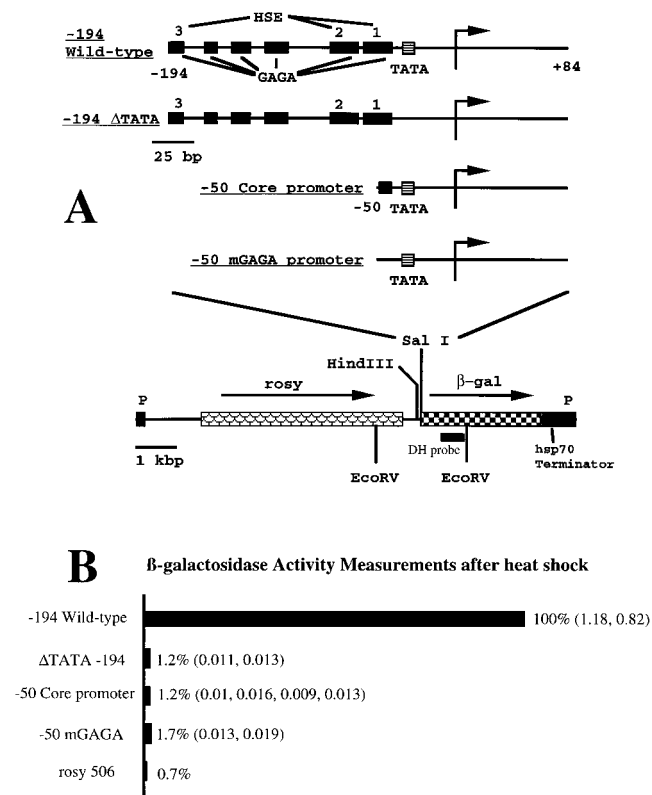 -194 Wild-type
HSE
3 2 1
-194
GAGA
TATA
+84
-194 ΔTATA
3 2 1
25 bp
A
-50 Core promoter
-50 TATA
-50 mGAGA promoter
TATA
Sal I
HindIII
rosy
β-gal
P
P
1 kbp
EcoRV
DH probe
EcoRV
hsp70
Terminator
B
ß-galactosidase Activity Measurements after heat shock
-194 Wild-type 100% (1.18, 0.82)
ΔTATA -194 1.2% (0.011, 0.013)
-50 Core promoter 1.2% (0.01, 0.016, 0.009, 0.013)
-50 mGAGA 1.7% (0.013, 0.019)
rosy 506 0.7%